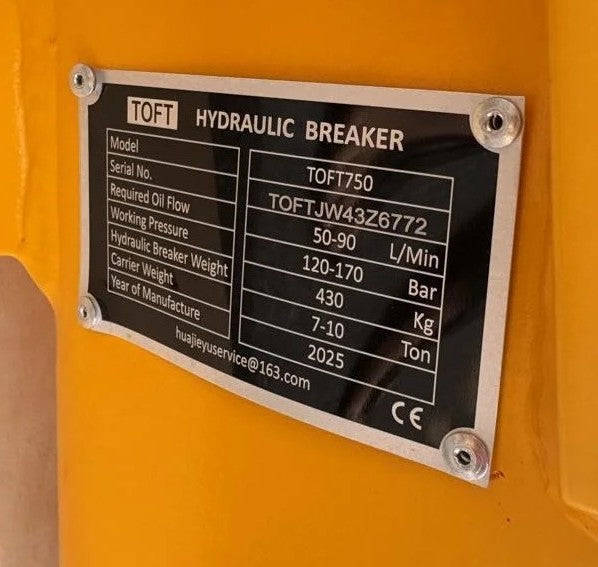 TOFT HYDRAULIC BREAKER
Model TOFT750
Serial No. TOFTJW43Z6772
Required Oil Flow 50-90 L/Min
Working Pressure 120-170 Bar
Hydraulic Breaker Weight 430 Kg
Carrier Weight 7-10 Ton
Year of Manufacture 2025
huajieyuservice@163.com
CE